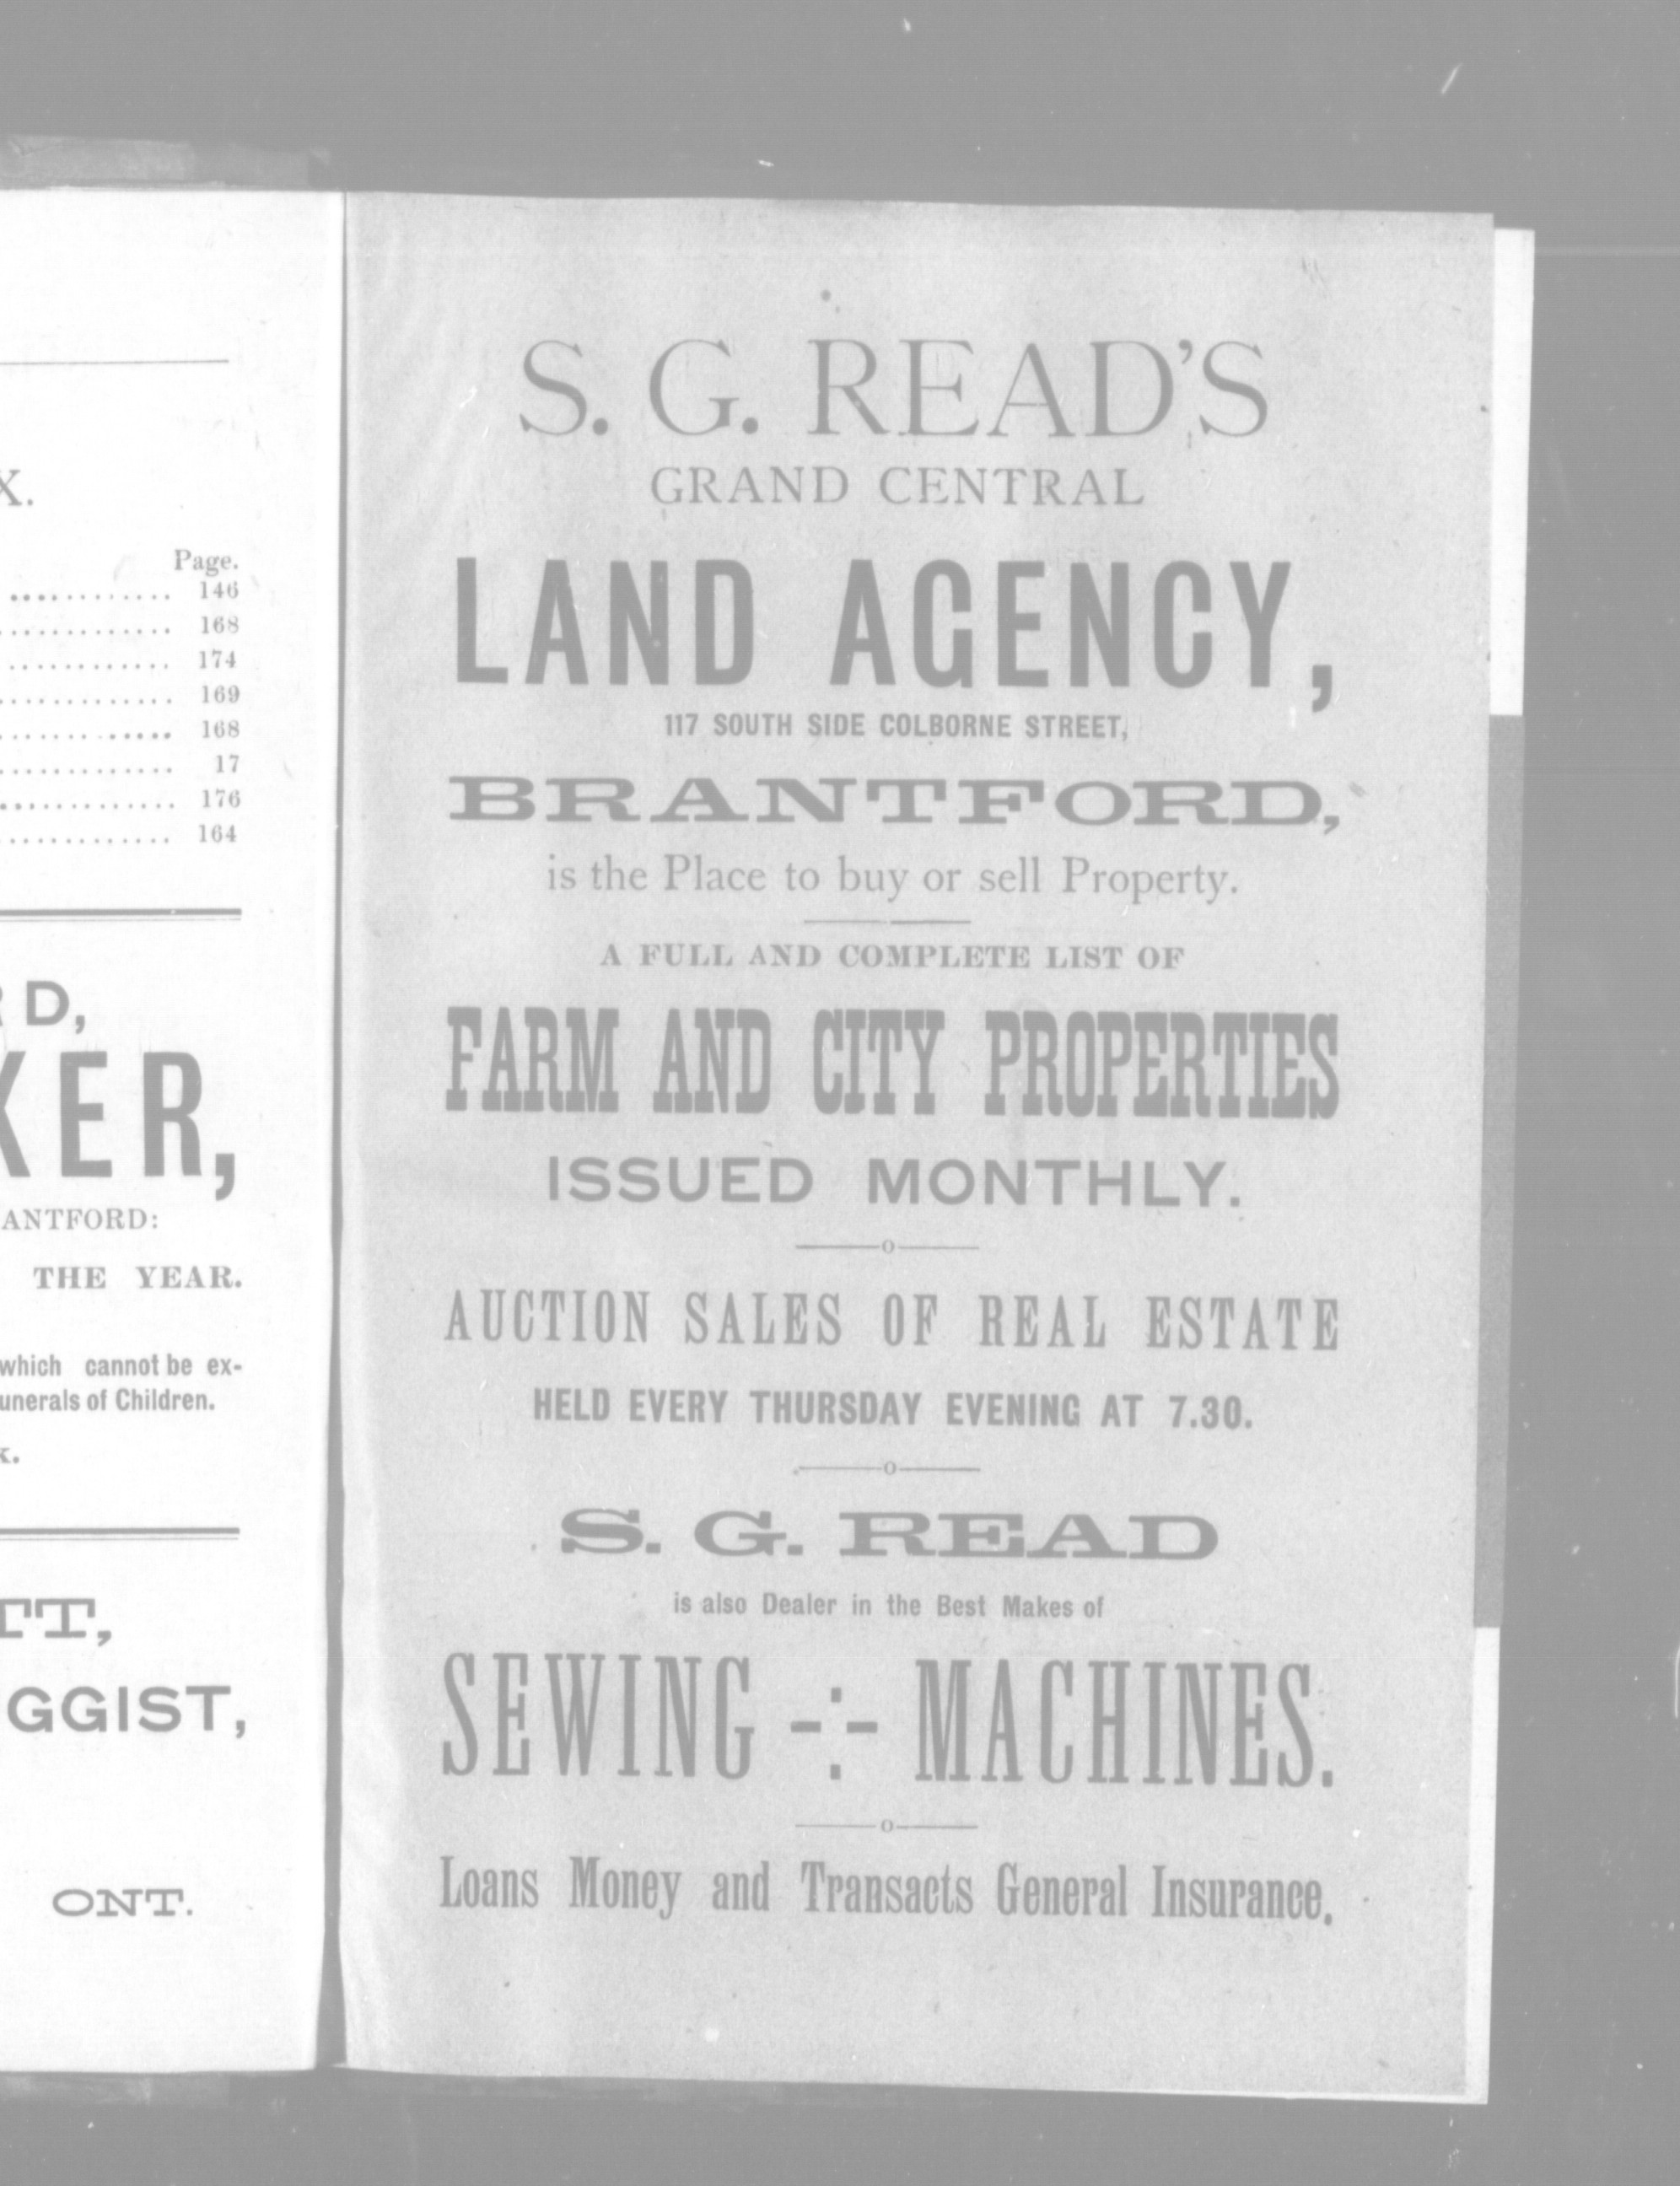 X.
Page.
............ 146
............. 168
............ 174
............. 169
............. 168
............. 17
............. 176
............ 164
D,
KER,
ANTFORD:
THE YEAR.
which cannot be ex-
unerals of Children.
TT,
GGIST,
ONT.
S. G. READ'S
GRAND CENTRAL
LAND AGENCY,
117 SOUTH SIDE COLBORNE STREET,
BRANTFORD,
is the Place to buy or sell Property.
A FULL AND COMPLETE LIST OF
FARM AND CITY PROPERTIES
ISSUED MONTHLY.
AUCTION SALES OF REAL ESTATE
HELD EVERY THURSDAY EVENING AT 7.30.
S. G. READ
is also Dealer in the Best Makes of
SEWING -:- MACHINES.
Loans Money and Transacts General Insurance.